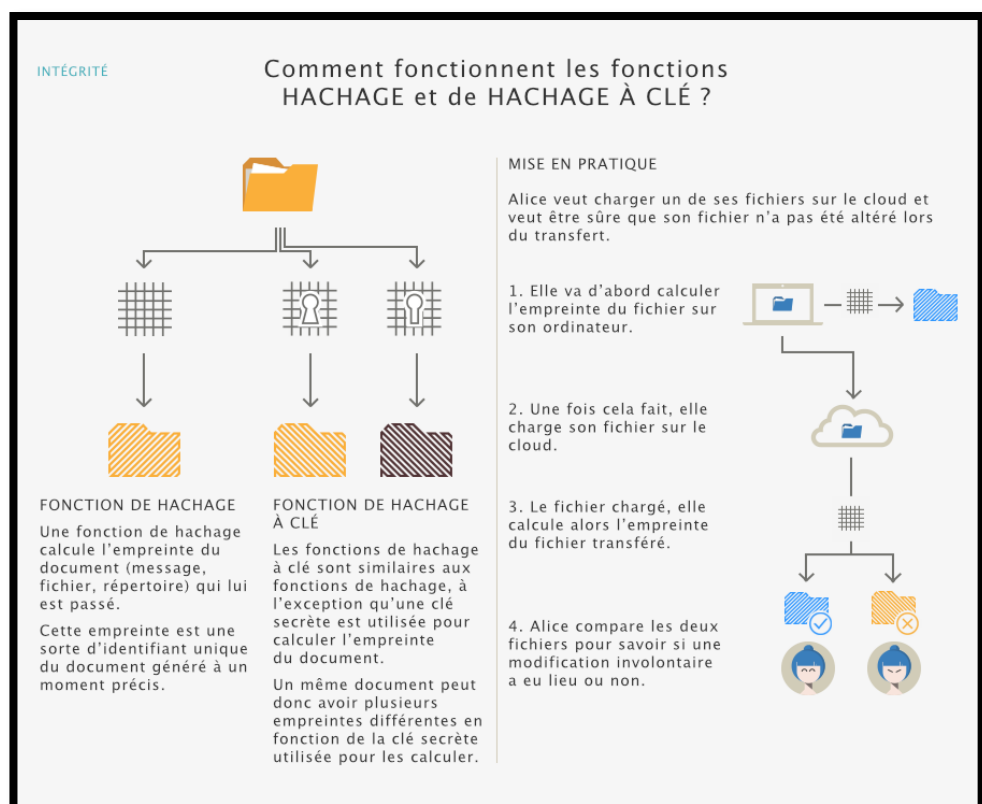 INTÉGRITÉ
Comment fonctionnent les fonctions
HACHAGE et de HACHAGE À CLÉ ?
FONCTION DE HACHAGE
Une fonction de hachage
calcule l’empreinte du
document (message,
fichier, répertoire) qui lui
est passé.
Cette empreinte est une
sorte d’identifiant unique
du document généré à un
moment précis.
FONCTION DE HACHAGE
À CLÉ
Les fonctions de hachage
à clé sont similaires aux
fonctions de hachage, à
l’exception qu’une clé
secrète est utilisée pour
calculer l’empreinte
du document.
Un même document peut
donc avoir plusieurs
empreintes différentes en
fonction de la clé secrète
utilisée pour les calculer.
MISE EN PRATIQUE
Alice veut charger un de ses fichiers sur le cloud et
veut être sûre que son fichier n’a pas été altéré lors
du transfert.
1. Elle va d’abord calculer
l’empreinte du fichier sur
son ordinateur.
2. Une fois cela fait, elle
charge son fichier sur le
cloud.
3. Le fichier chargé, elle
calcule alors l’empreinte
du fichier transféré.
4. Alice compare les deux
fichiers pour savoir si une
modification involontaire
a eu lieu ou non.